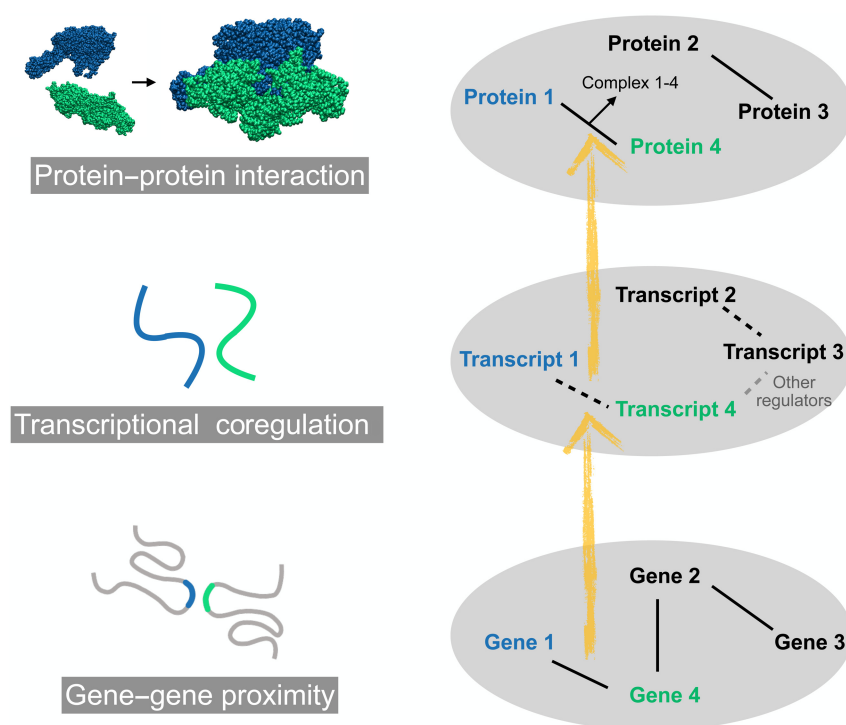 Protein 2
Complex 1-4
Protein 1
Protein 3
Protein 4
Protein–protein interaction
Transcript 2
Transcript 1
Transcript 3
Other
regulators
Transcript 4
Transcriptional coregulation
Gene 2
Gene 1
Gene 3
Gene 4
Gene–gene proximity